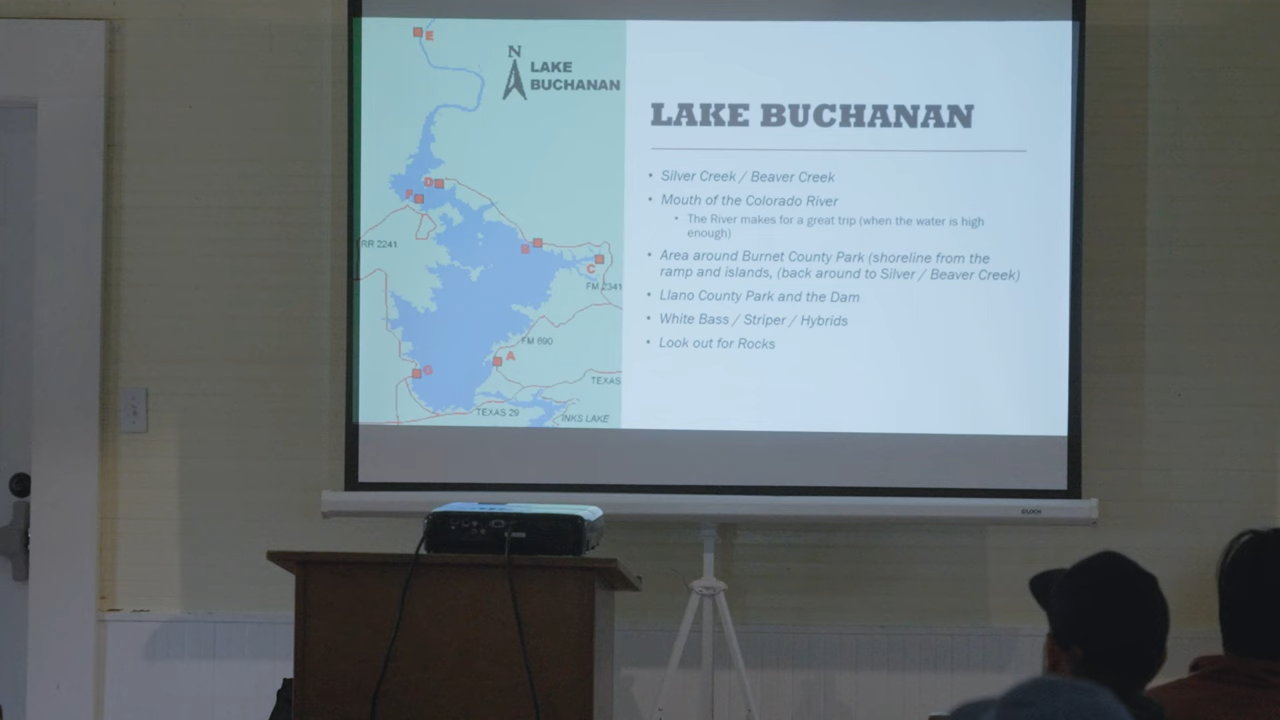 E
N
LAKE
BUCHANAN
D
F
RR 2241
B
C
FM 2341
FM 690
A
G
TEXAS
TEXAS 29
INKS LAKE
LAKE BUCHANAN
• Silver Creek / Beaver Creek
• Mouth of the Colorado River
• The River makes for a great trip (when the water is high
enough)
• Area around Burnet County Park (shoreline from the
ramp and islands, (back around to Silver / Beaver Creek)
• Llano County Park and the Dam
• White Bass / Striper / Hybrids
• Look out for Rocks